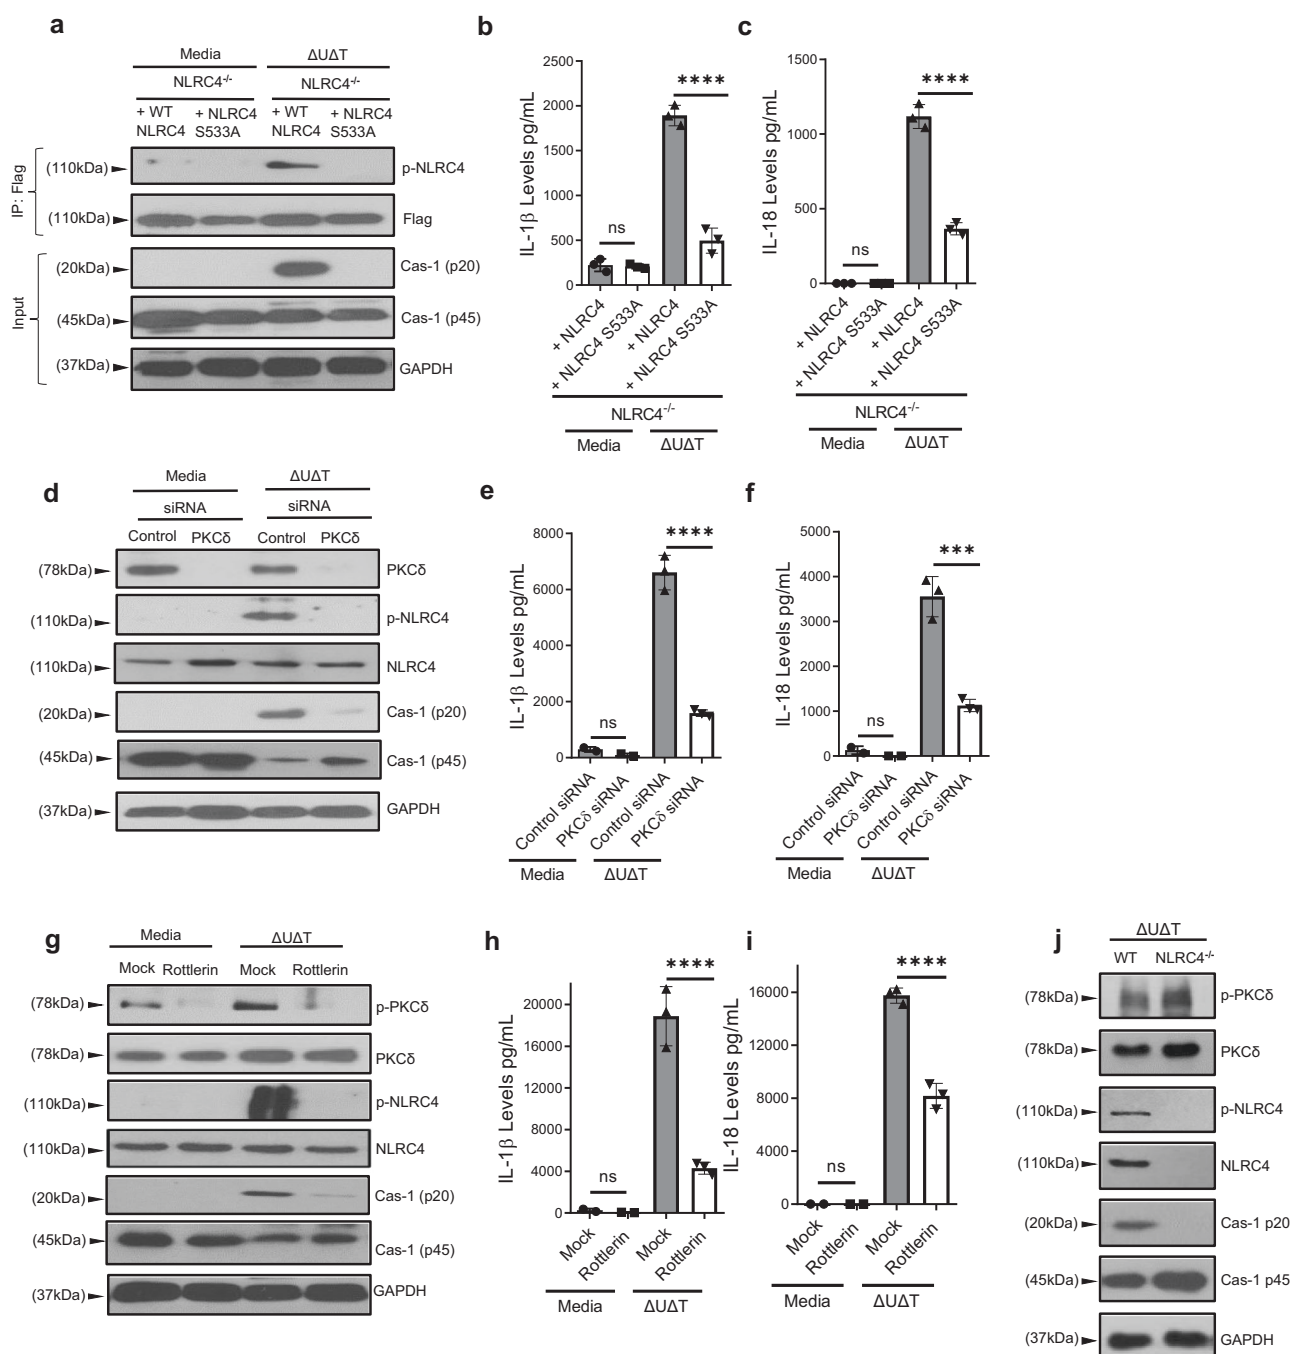 a
Media
ΔUΔT
NLRC4-/-
NLRC4-/-
+ WT
NLRC4
+ NLRC4
S533A
+ WT
NLRC4
+ NLRC4
S533A
IP: Flag
(110kDa)
p-NLRC4
(110kDa)
Flag
Input
(20kDa)
Cas-1 (p20)
(45kDa)
Cas-1 (p45)
(37kDa)
GAPDH
b
IL-1β Levels pg/mL
2500
2000
1500
1000
500
0
ns
****
+ NLRC4
+ NLRC4 S533A
+ NLRC4
+ NLRC4 S533A
NLRC4-/-
Media
ΔUΔT
c
IL-18 Levels pg/mL
1500
1000
500
0
ns
****
+ NLRC4
+ NLRC4 S533A
+ NLRC4
+ NLRC4 S533A
NLRC4-/-
Media
ΔUΔT
d
Media
ΔUΔT
siRNA
siRNA
Control PKCδ Control PKCδ
(78kDa)
PKCδ
(110kDa)
p-NLRC4
(110kDa)
NLRC4
(20kDa)
Cas-1 (p20)
(45kDa)
Cas-1 (p45)
(37kDa)
GAPDH
e
IL-1β Levels pg/mL
8000
6000
4000
2000
0
ns
****
Control siRNA
PKCδ siRNA
Control siRNA
PKCδ siRNA
Media
ΔUΔT
f
IL-18 Levels pg/mL
5000
4000
3000
2000
1000
0
ns
***
Control siRNA
PKCδ siRNA
Control siRNA
PKCδ siRNA
Media
ΔUΔT
g
Media
ΔUΔT
Mock Rottlerin Mock Rottlerin
(78kDa)
p-PKCδ
(78kDa)
PKCδ
(110kDa)
p-NLRC4
(110kDa)
NLRC4
(20kDa)
Cas-1 (p20)
(45kDa)
Cas-1 (p45)
(37kDa)
GAPDH
h
IL-1β Levels pg/mL
20000
16000
12000
8000
4000
0
ns
****
Mock
Rottlerin
Mock
Rottlerin
Media
ΔUΔT
i
IL-18 Levels pg/mL
16000
12000
8000
4000
0
ns
****
Mock
Rottlerin
Mock
Rottlerin
Media
ΔUΔT
j
ΔUΔT
WT NLRC4-/-
(78kDa)
p-PKCδ
(78kDa)
PKCδ
(110kDa)
p-NLRC4
(110kDa)
NLRC4
(20kDa)
Cas-1 p20
(45kDa)
Cas-1 p45
(37kDa)
GAPDH